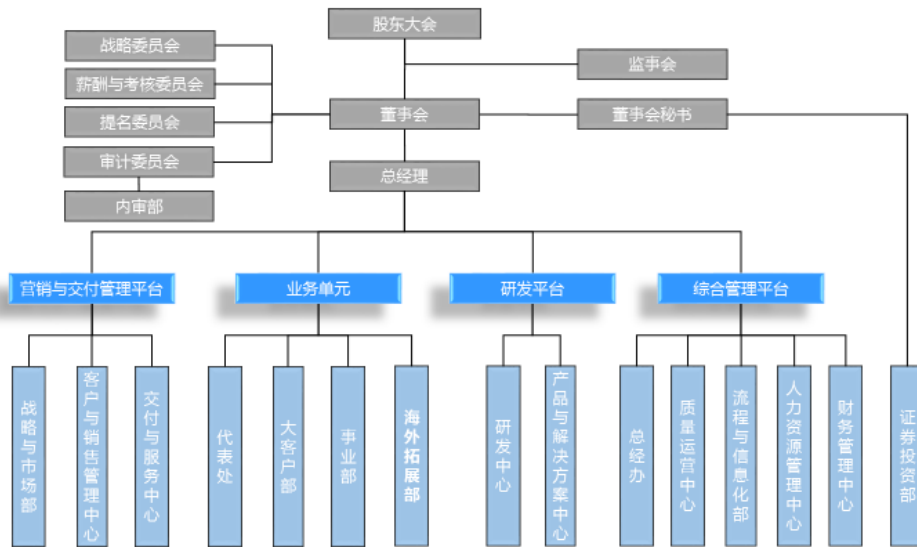 股东大会
战略委员会
监事会
薪酬与考核委员会
董事会
董事会秘书
提名委员会
审计委员会
总经理
内审部
营销与交付管理平台
业务单元
研发平台
综合管理平台
战略与市场部
客户与销售管理中心
交付与服务中心
代表处
大客户部
事业部
海外拓展部
研发中心
产品与解决方案中心
总经办
质量运营中心
流程与信息化部
人力资源管理中心
财务管理中心
证券投资部